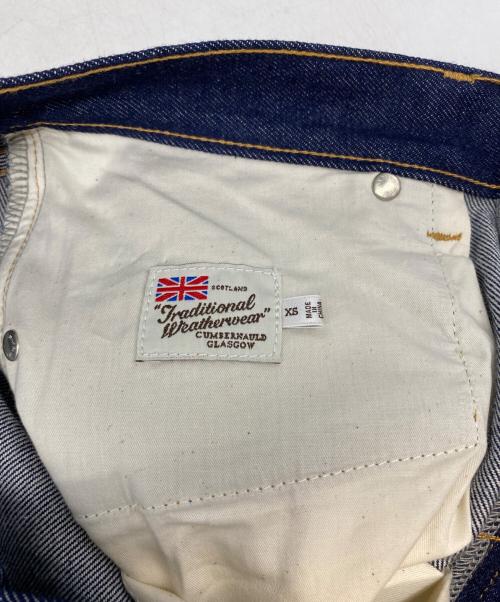 SCOTLAND
"Traditional
Weatherwear"
CUMBERNAULD
GLASGOW
XS
MADE
IN
CHINA